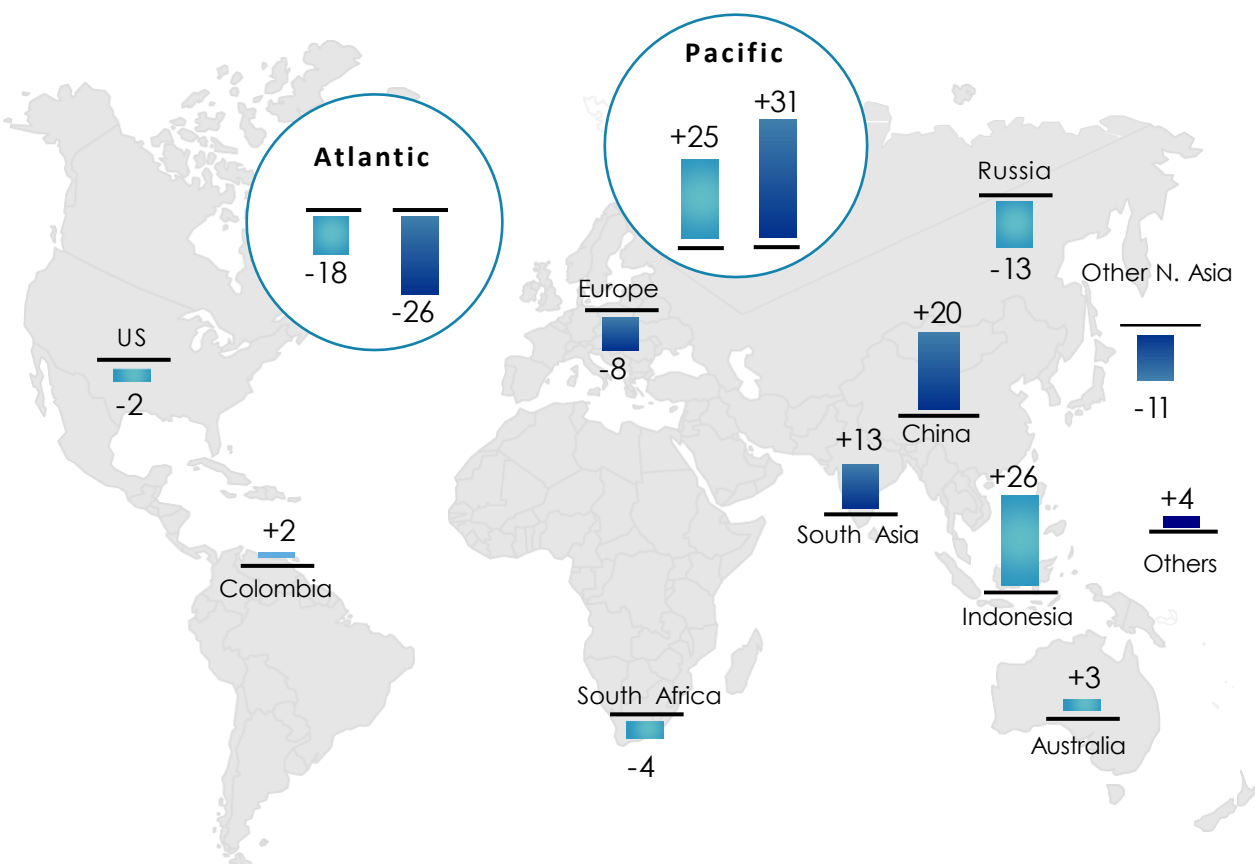 Pacific
+25
+31
Atlantic
-18
-26
Russia
-13
Other N. Asia
-11
Europe
-8
US
-2
+20
China
+13
South Asia
+26
Indonesia
+4
Others
+2
Colombia
South Africa
-4
+3
Australia